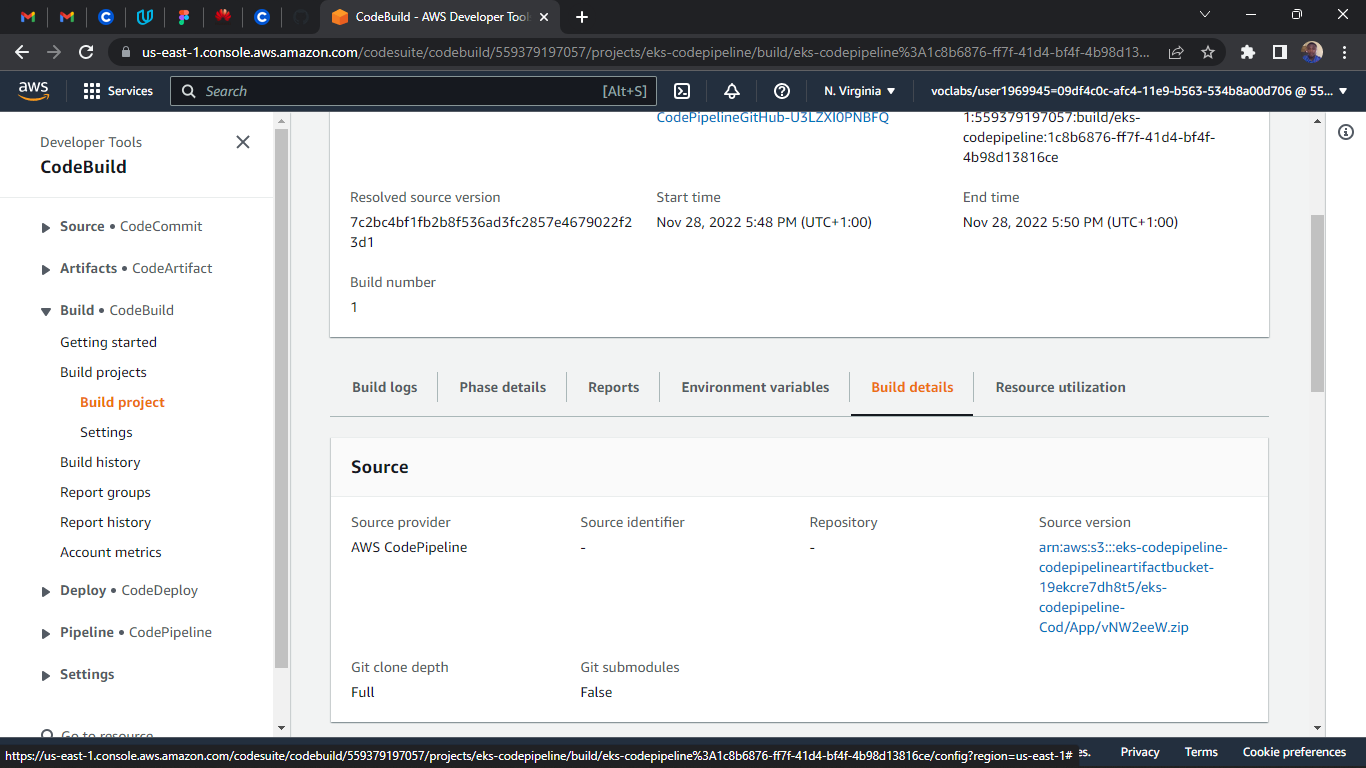 CodeBuild - AWS Developer Tool
us-east-1.console.aws.amazon.com/codesuite/codebuild/559379197057/projects/eks-codepipeline/build/eks-codepipeline%3A1c8b6876-ff7f-41d4-bf4f-4b98d13...
aws
Services
Search
[Alt+S]
N. Virginia
voclabs/user1969945=09df4c0c-afc4-11e9-b563-534b8a00d706 @ 55...
Developer Tools
CodeBuild
Source • CodeCommit
Artifacts • CodeArtifact
Build • CodeBuild
Getting started
Build projects
Build project
Settings
Build history
Report groups
Report history
Account metrics
Deploy • CodeDeploy
Pipeline • CodePipeline
Settings
Go to resource
CodePipelineGitHub-U3LZXI0PNBFQ
1:559379197057:build/eks-
codepipeline:1c8b6876-ff7f-41d4-bf4f-
4b98d13816ce
Resolved source version
7c2bc4bf1fb2b8f536ad3fc2857e4679022f2
3d1
Start time
Nov 28, 2022 5:48 PM (UTC+1:00)
End time
Nov 28, 2022 5:50 PM (UTC+1:00)
Build number
1
Build logs
Phase details
Reports
Environment variables
Build details
Resource utilization
Source
Source provider
AWS CodePipeline
Source identifier
-
Repository
-
Source version
arn:aws:s3:::eks-codepipeline-
codepipelineartifactbucket-
19ekcre7dh8t5/eks-
codepipeline-
Cod/App/vNW2eeW.zip
Git clone depth
Full
Git submodules
False
https://us-east-1.console.aws.amazon.com/codesuite/codebuild/559379197057/projects/eks-codepipeline/build/eks-codepipeline%3A1c8b6876-ff7f-41d4-bf4f-4b98d13816ce/config?region=us-east-1#
es.
Privacy
Terms
Cookie preferences